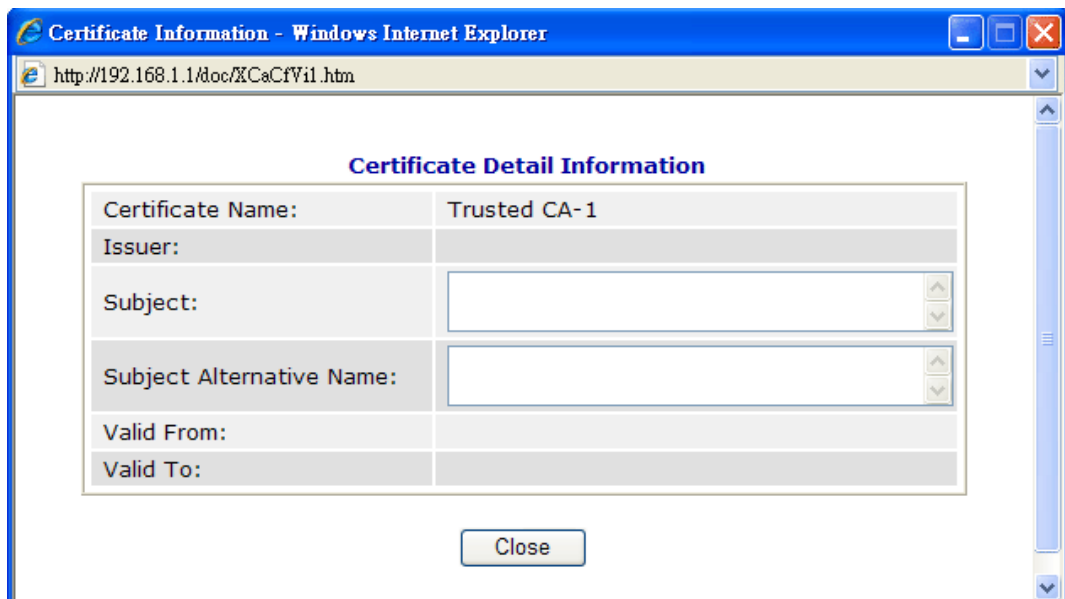 Certificate Information - Windows Internet Explorer
http://192.168.1.1/doc/XCaCfVi1.htm
Certificate Detail Information
Certificate Name: Trusted CA-1
Issuer:
Subject:
Subject Alternative Name:
Valid From:
Valid To:
Close